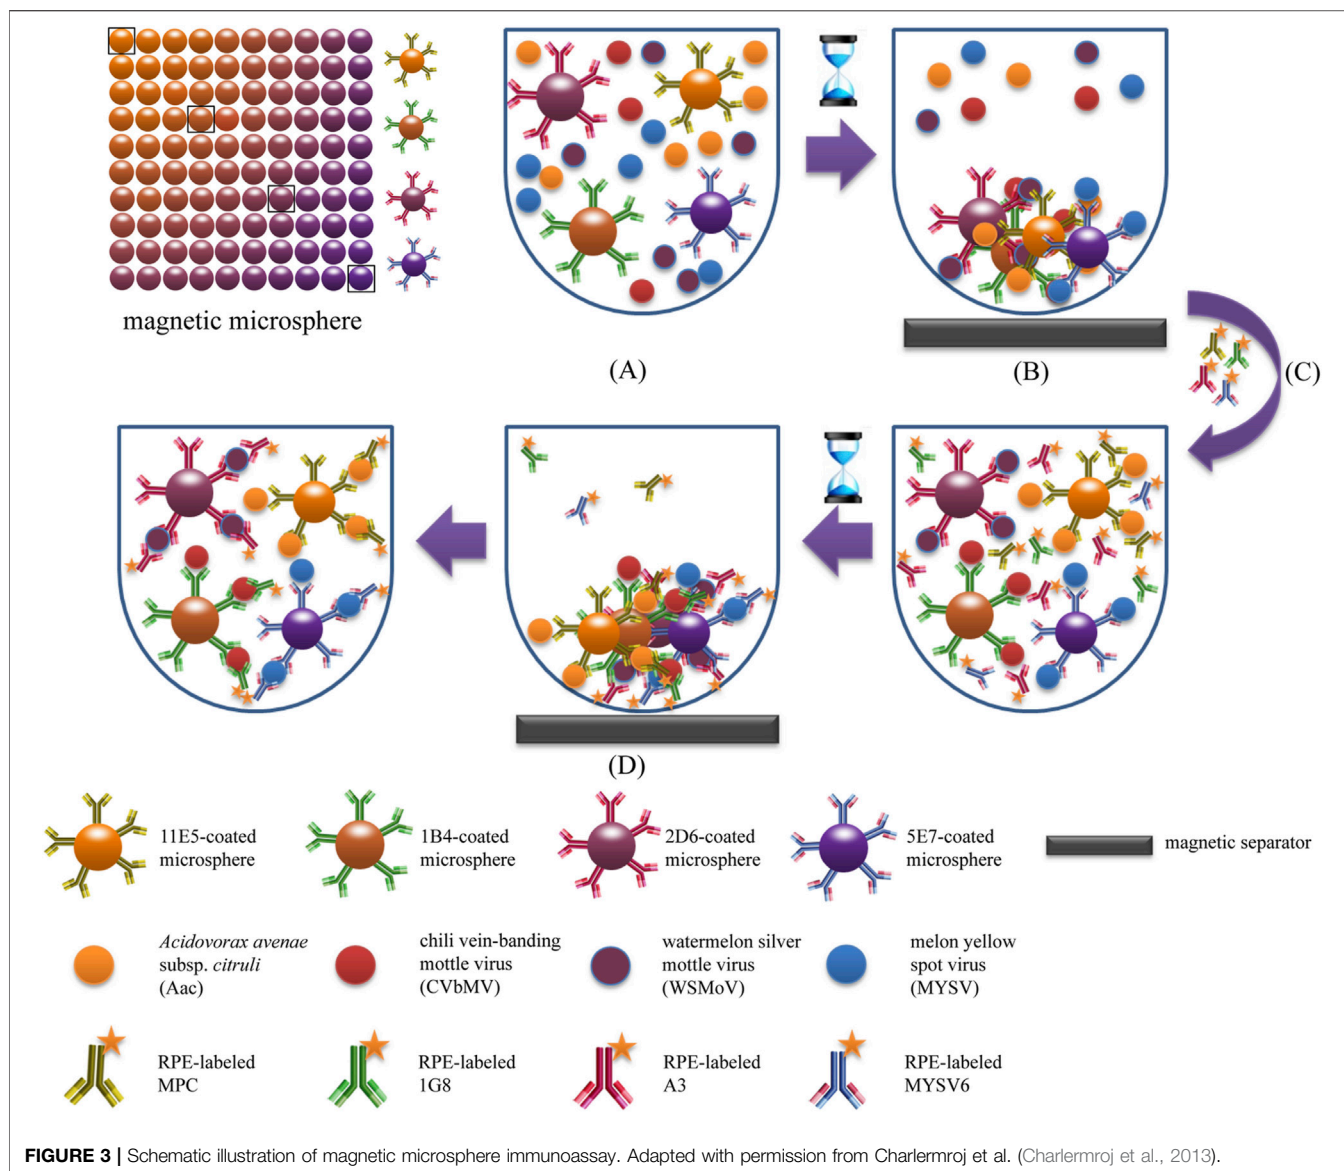 magnetic microsphere
(A)
(B)
(C)
(D)
11E5-coated
microsphere
1B4-coated
microsphere
2D6-coated
microsphere
5E7-coated
microsphere
magnetic separator
Acidovorax avenae
subsp. citruli
(Aac)
chili vein-banding
mottle virus
(CVbMV)
watermelon silver
mottle virus
(WSMoV)
melon yellow
spot virus
(MYSV)
RPE-labeled
MPC
RPE-labeled
1G8
RPE-labeled
A3
RPE-labeled
MYSV6
FIGURE 3 | Schematic illustration of magnetic microsphere immunoassay. Adapted with permission from Charlermroj et al. (Charlermroj et al., 2013).